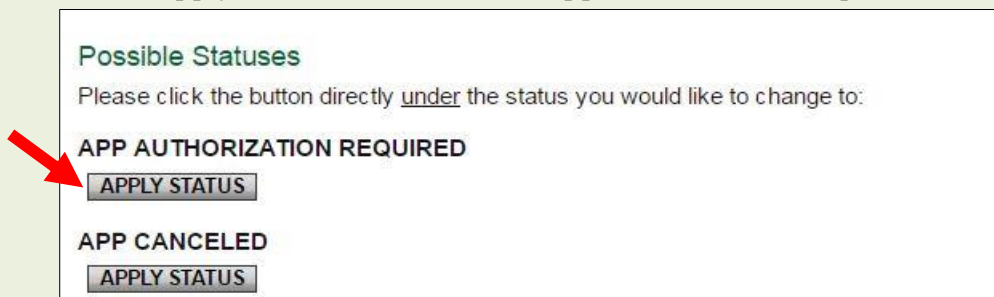 Possible Statuses
Please click the button directly under the status you would like to change to:
APP AUTHORIZATION REQUIRED
APPLY STATUS
APP CANCELED
APPLY STATUS